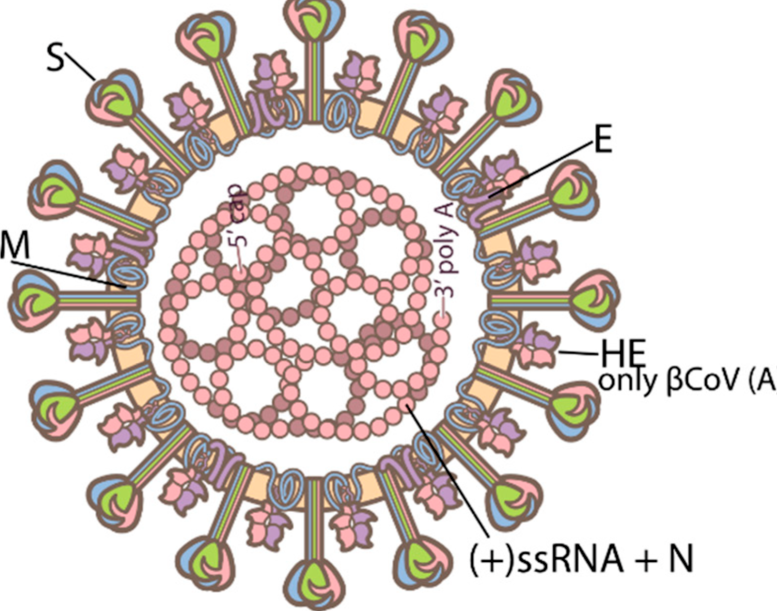 S
E
5' cap
3' poly A
M
HE
only βCoV (A)
(+)ssRNA + N